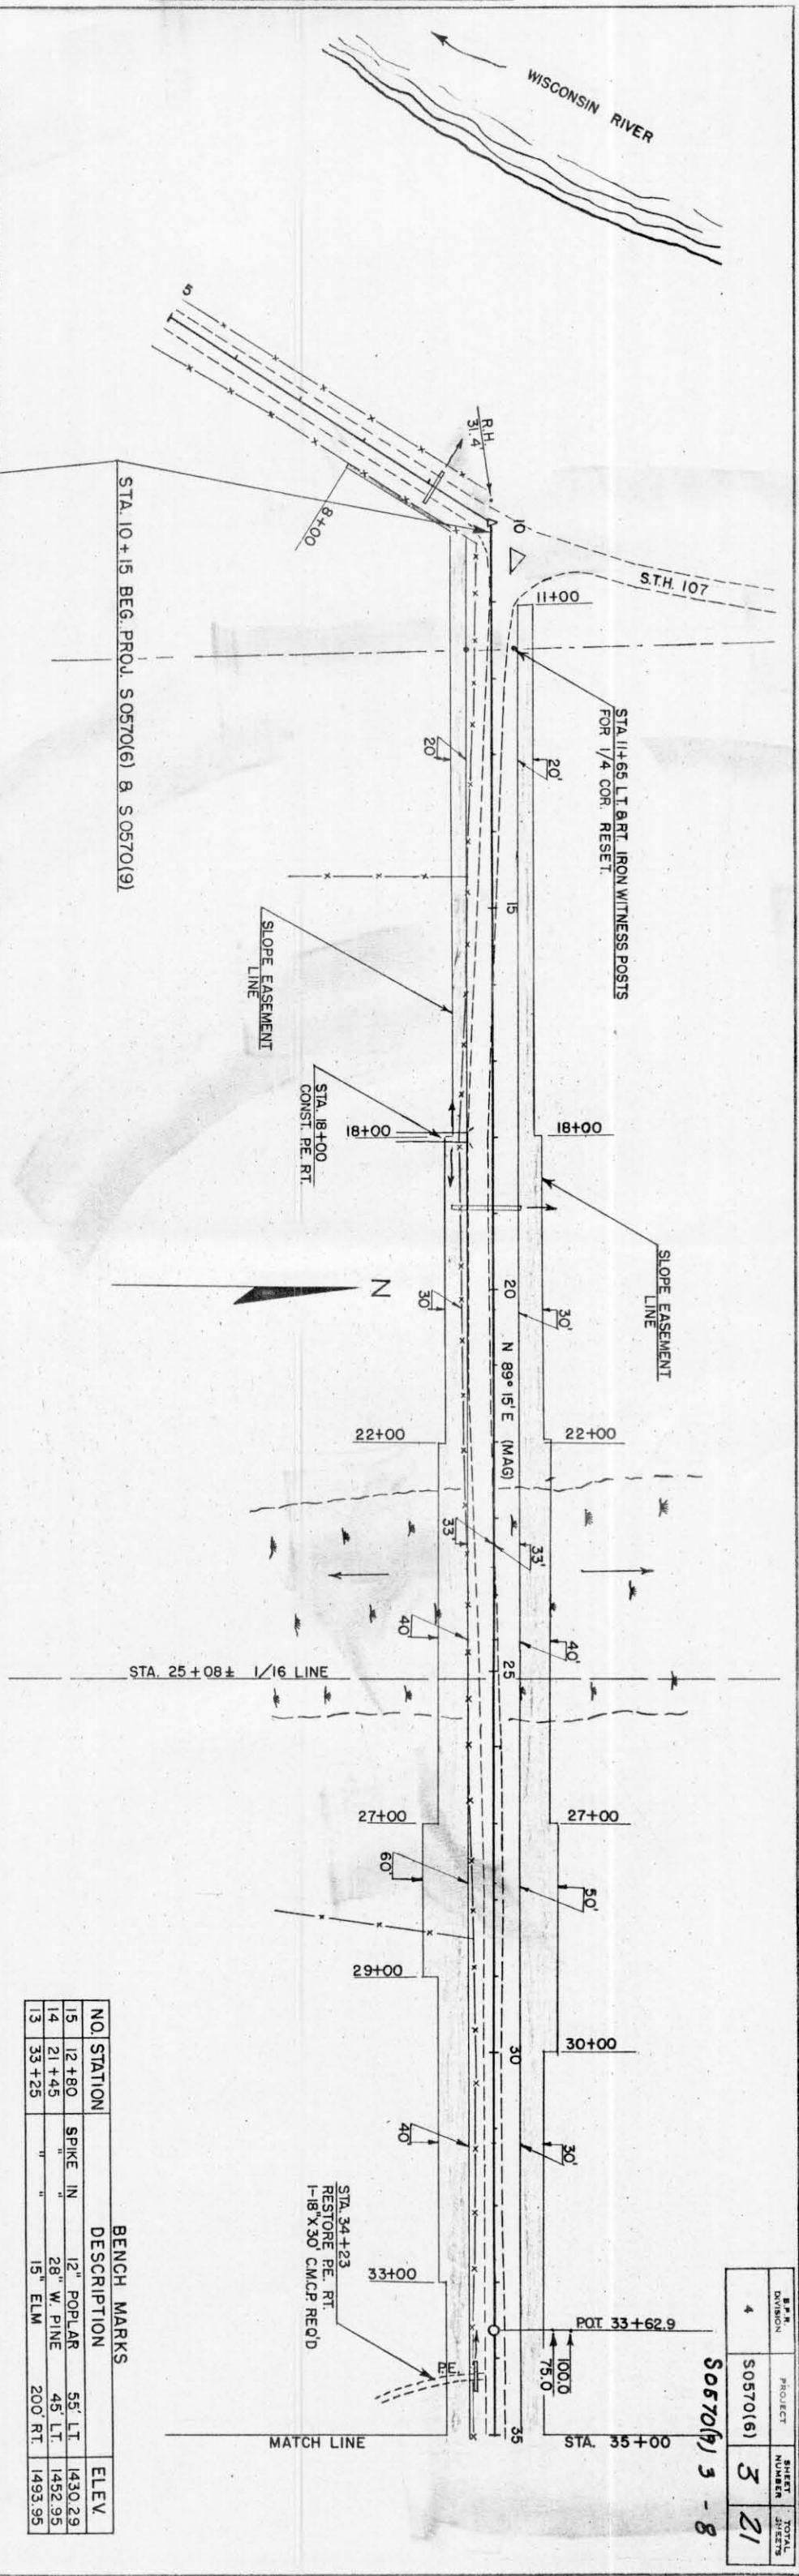 B.P.R. DIVISION
PROJECT
SHEET NUMBER
TOTAL SHEETS
4
S0570(6)
3
21
S0570(9) 3 - 8
WISCONSIN RIVER
5
R.H.
31.4'
8+00
10
S.T.H. 107
11+00
STA. 10+15 BEG. PROJ. S0570(6) & S0570(9)
STA. 11+65 LT. & RT. IRON WITNESS POSTS
FOR 1/4 COR. RESET.
20'
20'
15
SLOPE EASEMENT
LINE
STA. 18+00
CONST. P.E. RT.
18+00
18+00
SLOPE EASEMENT
LINE
N
20
30'
30'
N 89° 15' E (MAG)
22+00
22+00
33'
33'
40'
40'
25
STA. 25+08± 1/16 LINE
27+00
27+00
60'
50'
29+00
30+00
30
40'
30'
33+00
STA. 34+23
RESTORE P.E. RT.
1-18"X30' C.M.C.P. REQ'D
P.O.T. 33+62.9
100.0
75.0
P.E.
35
MATCH LINE
STA. 35+00
BENCH MARKS
NO. STATION DESCRIPTION ELEV.
15 12+80 SPIKE IN 12" POPLAR 55' LT. 1430.29
14 21+45 " " 28" W. PINE 45' LT. 1452.95
13 33+25 " " 15" ELM 200' RT. 1493.95